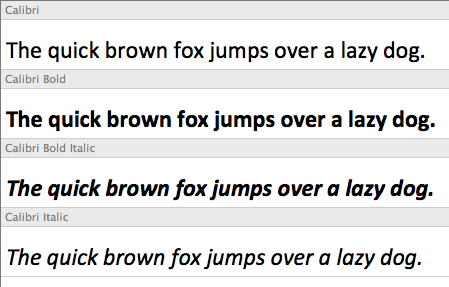 Calibri
The quick brown fox jumps over a lazy dog.
Calibri Bold
The quick brown fox jumps over a lazy dog.
Calibri Bold Italic
The quick brown fox jumps over a lazy dog.
Calibri Italic
The quick brown fox jumps over a lazy dog.